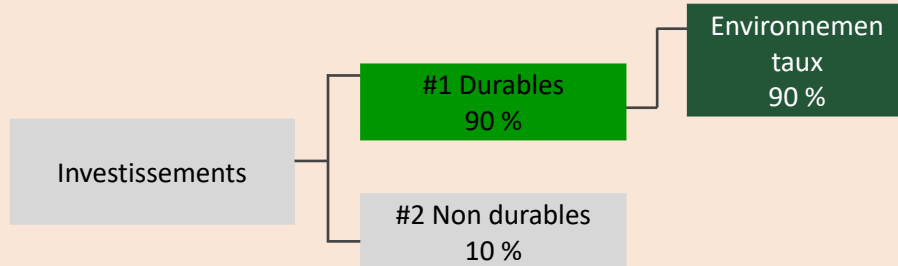 Environnemen
taux
90 %
#1 Durables
90 %
Investissements
#2 Non durables
10 %